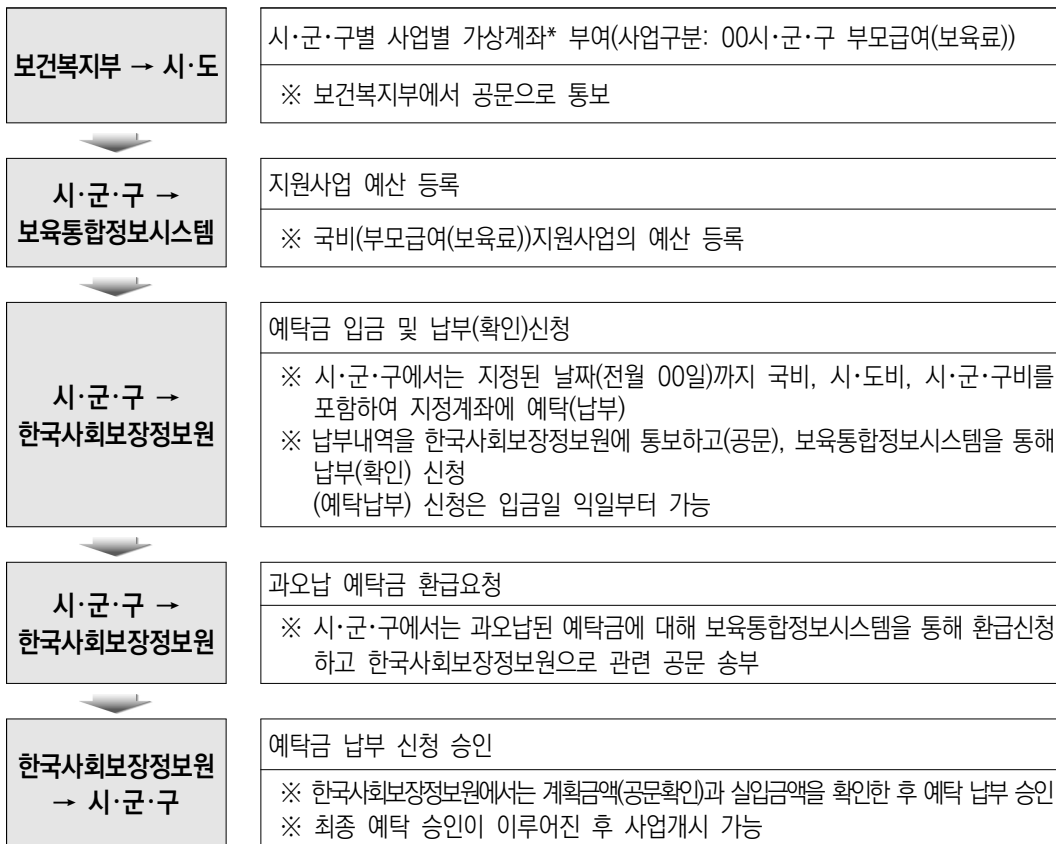 보건복지부 → 시·도
시·군·구별 사업별 가상계좌* 부여(사업구분: 00시·군·구 부모급여(보육료))
※ 보건복지부에서 공문으로 통보
시·군·구 →
보육통합정보시스템
지원사업 예산 등록
※ 국비(부모급여(보육료))지원사업의 예산 등록
시·군·구 →
한국사회보장정보원
예탁금 입금 및 납부(확인)신청
※ 시·군·구에서는 지정된 날짜(전월 00일)까지 국비, 시·도비, 시·군·구비를
포함하여 지정계좌에 예탁(납부)
※ 납부내역을 한국사회보장정보원에 통보하고(공문), 보육통합정보시스템을 통해
납부(확인) 신청
(예탁납부) 신청은 입금일 익일부터 가능
시·군·구 →
한국사회보장정보원
과오납 예탁금 환급요청
※ 시·군·구에서는 과오납된 예탁금에 대해 보육통합정보시스템을 통해 환급신청
하고 한국사회보장정보원으로 관련 공문 송부
한국사회보장정보원
→ 시·군·구
예탁금 납부 신청 승인
※ 한국사회보장정보원에서는 계획금액(공문확인)과 실입금액을 확인한 후 예탁 납부 승인
※ 최종 예탁 승인이 이루어진 후 사업개시 가능